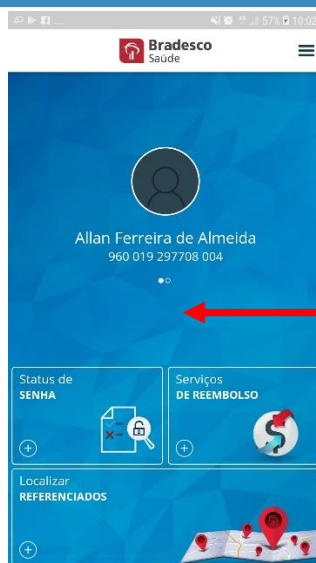 57% 10:02
Bradesco
Saúde
Allan Ferreira de Almeida
960 019 297708 004
Status de
SENHA
Serviços
DE REEMBOLSO
Localizar
REFERENCIADOS